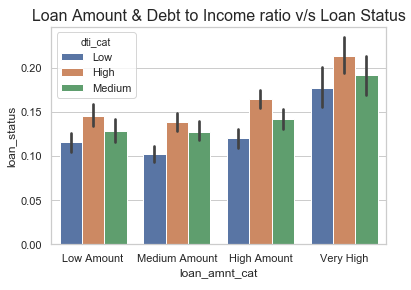 Loan Amount & Debt to Income ratio v/s Loan Status
dti_cat
Low
High
Medium
0.20
0.15
0.10
0.05
0.00
loan_status
Low Amount Medium Amount High Amount Very High
loan_amnt_cat